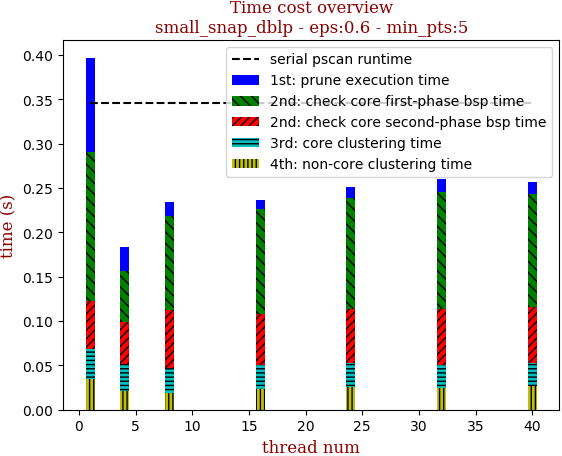 Time cost overview
small_snap_dblp - eps:0.6 - min_pts:5
serial pscan runtime
1st: prune execution time
2nd: check core first-phase bsp time
2nd: check core second-phase bsp time
3rd: core clustering time
4th: non-core clustering time
time (s)
0.40
0.35
0.30
0.25
0.20
0.15
0.10
0.05
0.00
0 5 10 15 20 25 30 35 40
thread num